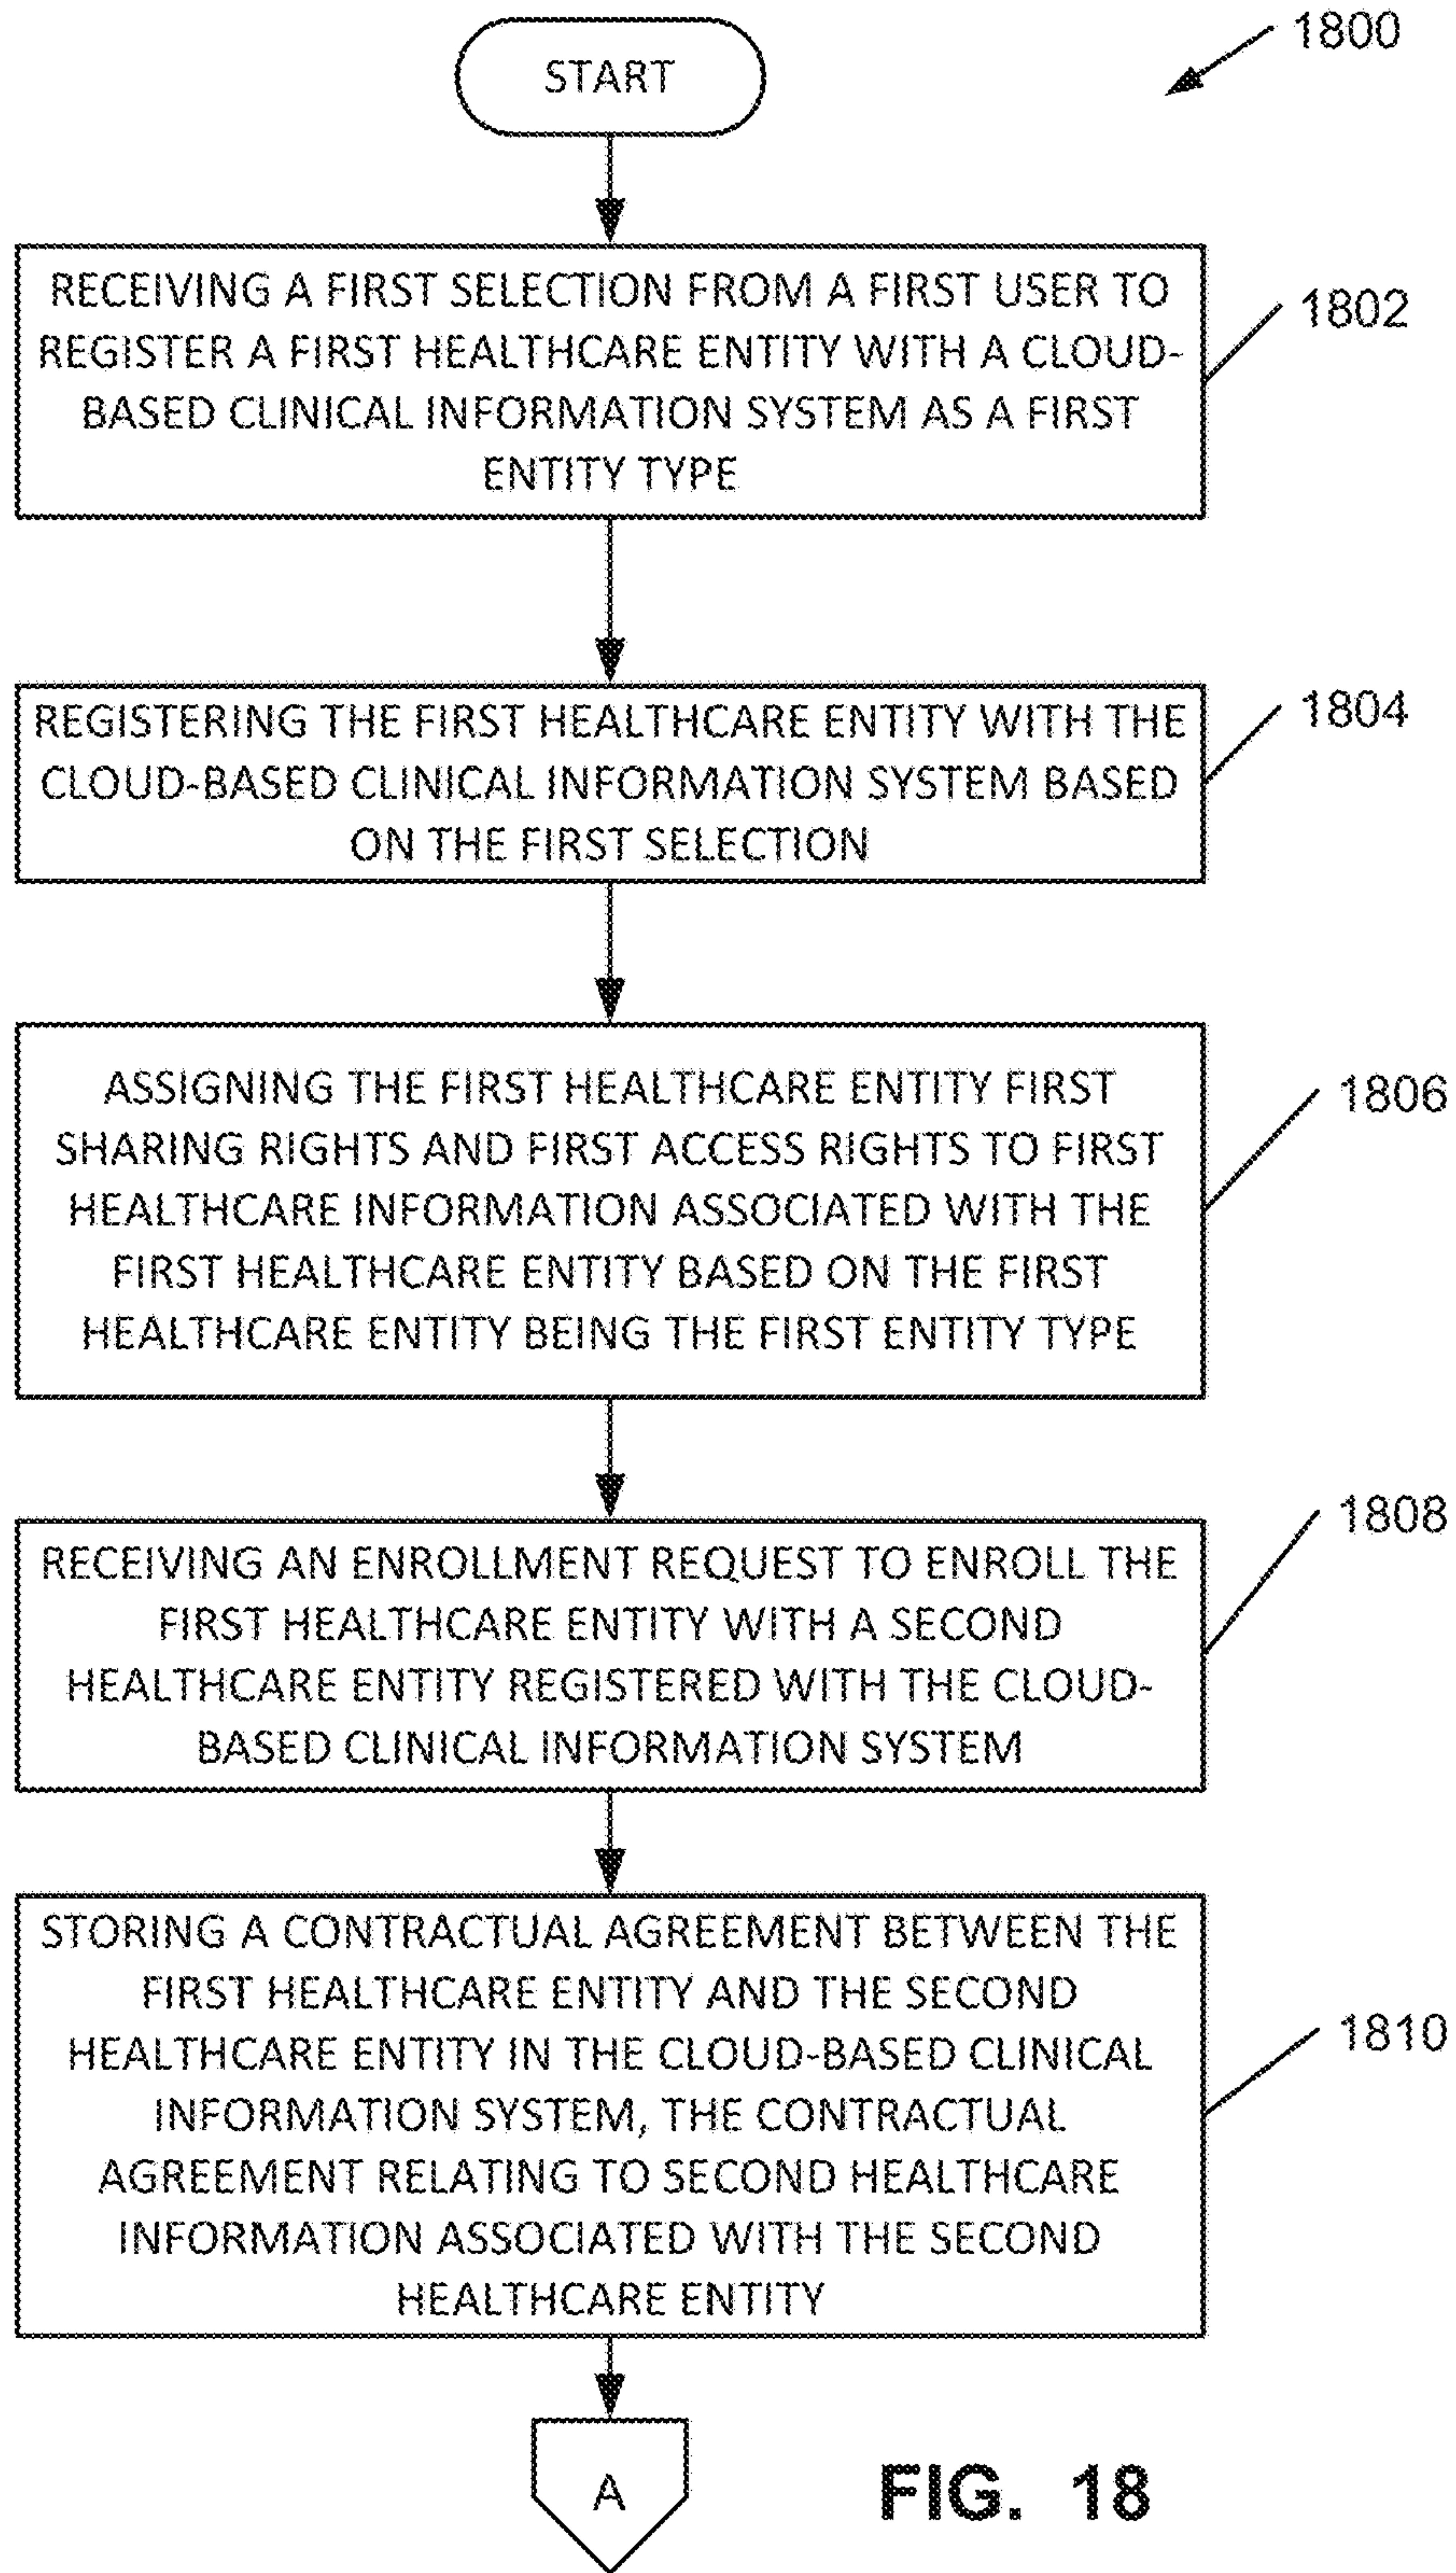 1800
START
RECEIVING A FIRST SELECTION FROM A FIRST USER TO
REGISTER A FIRST HEALTHCARE ENTITY WITH A CLOUD-
BASED CLINICAL INFORMATION SYSTEM AS A FIRST
ENTITY TYPE
1802
REGISTERING THE FIRST HEALTHCARE ENTITY WITH THE
CLOUD-BASED CLINICAL INFORMATION SYSTEM BASED
ON THE FIRST SELECTION
1804
ASSIGNING THE FIRST HEALTHCARE ENTITY FIRST
SHARING RIGHTS AND FIRST ACCESS RIGHTS TO FIRST
HEALTHCARE INFORMATION ASSOCIATED WITH THE
FIRST HEALTHCARE ENTITY BASED ON THE FIRST
HEALTHCARE ENTITY BEING THE FIRST ENTITY TYPE
1806
RECEIVING AN ENROLLMENT REQUEST TO ENROLL THE
FIRST HEALTHCARE ENTITY WITH A SECOND
HEALTHCARE ENTITY REGISTERED WITH THE CLOUD-
BASED CLINICAL INFORMATION SYSTEM
1808
STORING A CONTRACTUAL AGREEMENT BETWEEN THE
FIRST HEALTHCARE ENTITY AND THE SECOND
HEALTHCARE ENTITY IN THE CLOUD-BASED CLINICAL
INFORMATION SYSTEM, THE CONTRACTUAL
AGREEMENT RELATING TO SECOND HEALTHCARE
INFORMATION ASSOCIATED WITH THE SECOND
HEALTHCARE ENTITY
1810
A
FIG. 18